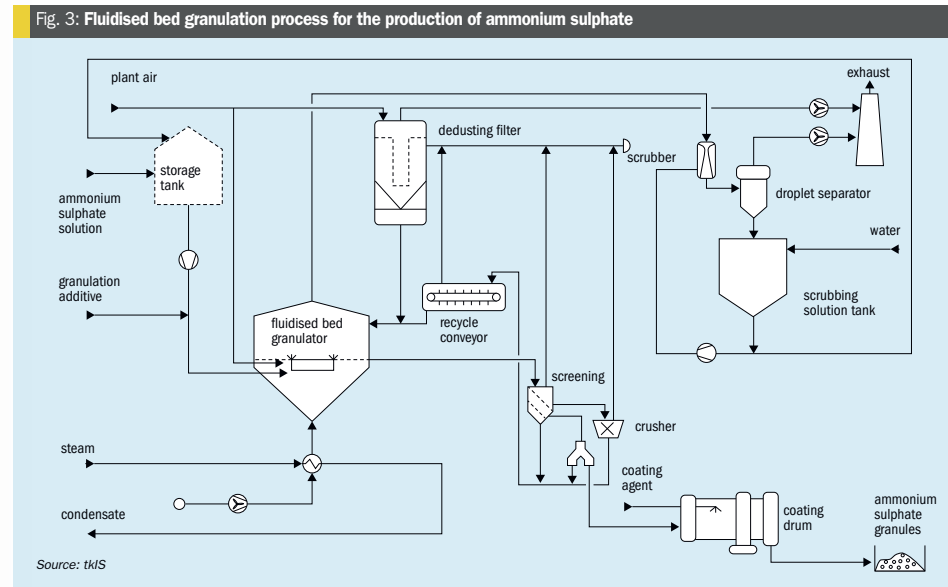 Fig. 3: Fluidised bed granulation process for the production of ammonium sulphate
plant air
exhaust
dedusting filter
scrubber
storage
tank
droplet separator
ammonium
sulphate
solution
water
granulation
additive
scrubbing
solution tank
fluidised bed
granulator
recycle
conveyor
screening
crusher
steam
coating
agent
condensate
coating
drum
ammonium
sulphate
granules
Source: tkIS